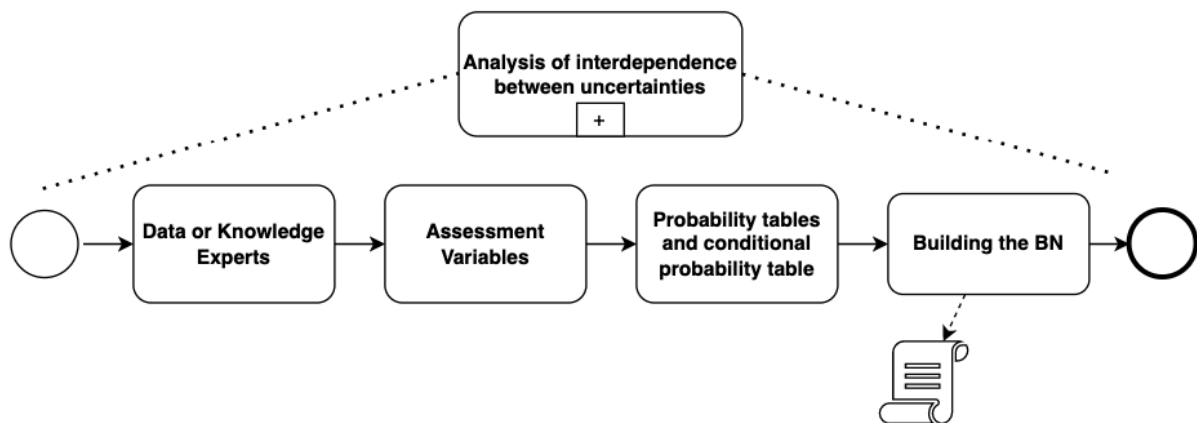 Analysis of interdependence
between uncertainties
+
Data or Knowledge
Experts
Assessment
Variables
Probability tables
and conditional
probability table
Building the BN